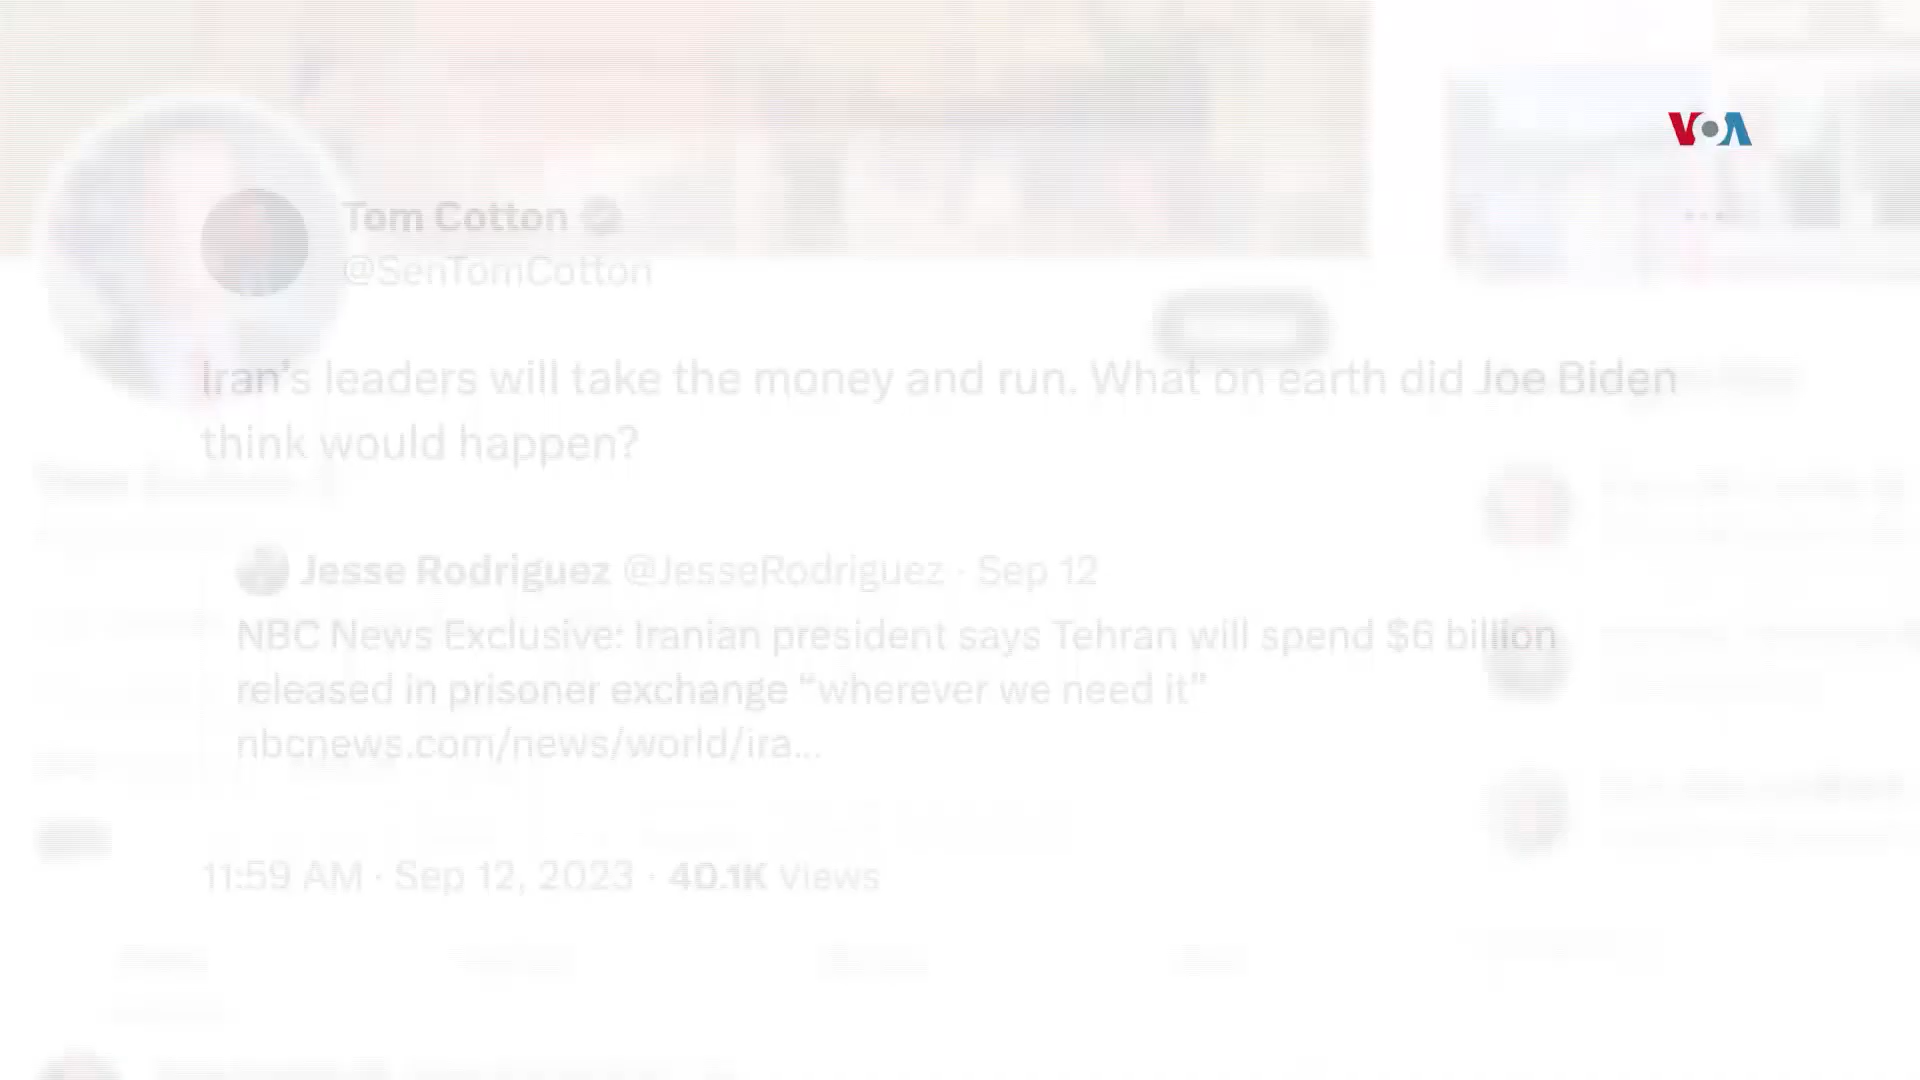 VOA
Tom Cotton
@SenTomCotton
Iran's leaders will take the money and run. What on earth did Joe Biden
think would happen?
Jesse Rodriguez @JesseRodriguez · Sep 12
NBC News Exclusive: Iranian president says Tehran will spend $6 billion
released in prisoner exchange “wherever we need it”
nbcnews.com/news/world/ira...
11:59 AM · Sep 12, 2023 · 40.1K Views